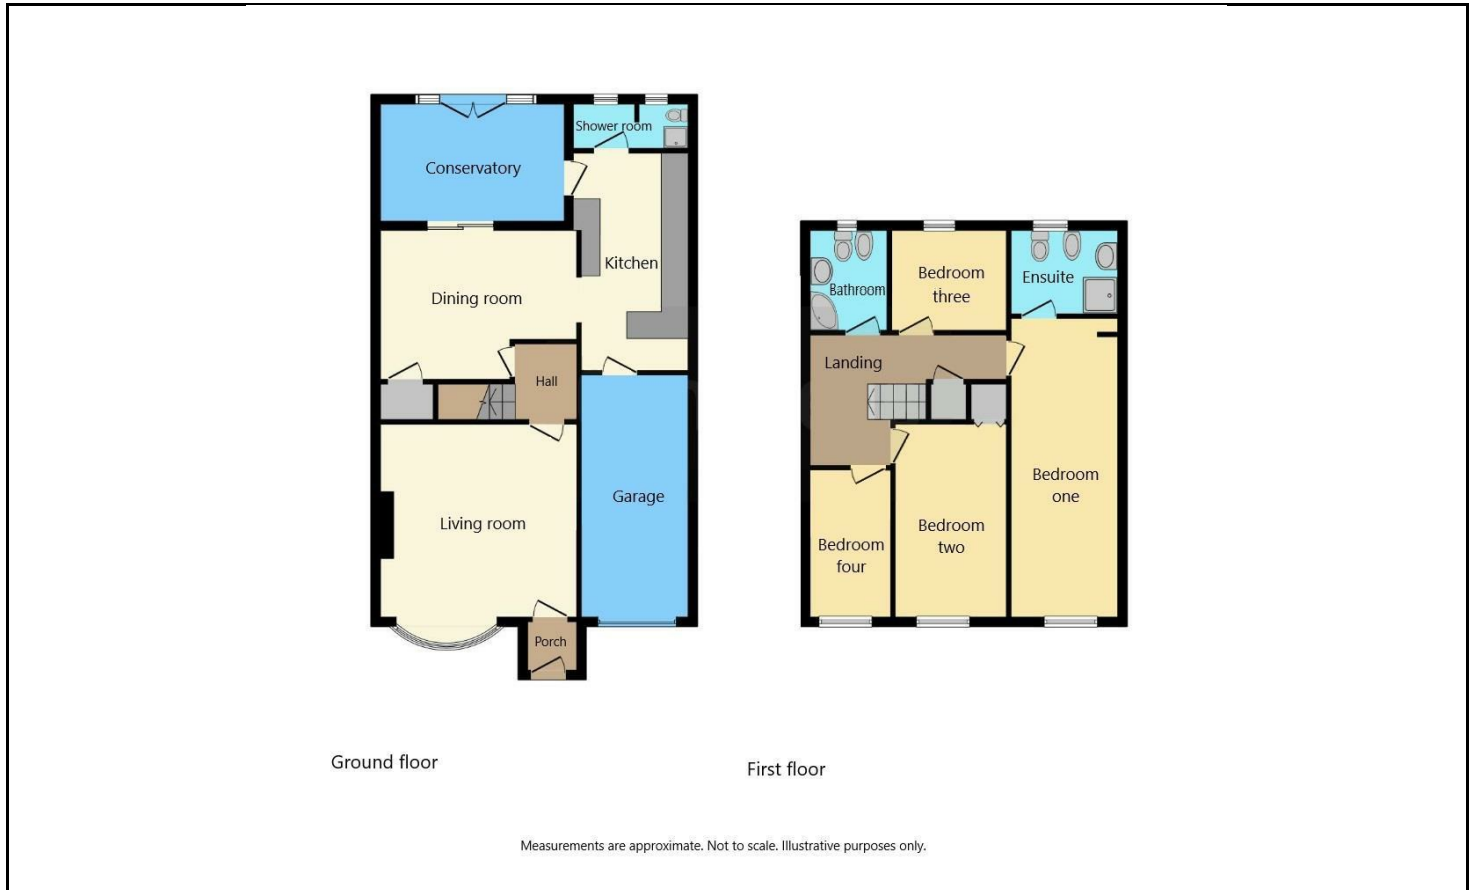 Shower room
Conservatory
Kitchen
Dining room
Hall
Garage
Living room
Porch
Bathroom
Bedroom
three
Ensuite
Landing
Bedroom
one
Bedroom
two
Bedroom
four
Ground floor
First floor
Measurements are approximate. Not to scale. Illustrative purposes only.